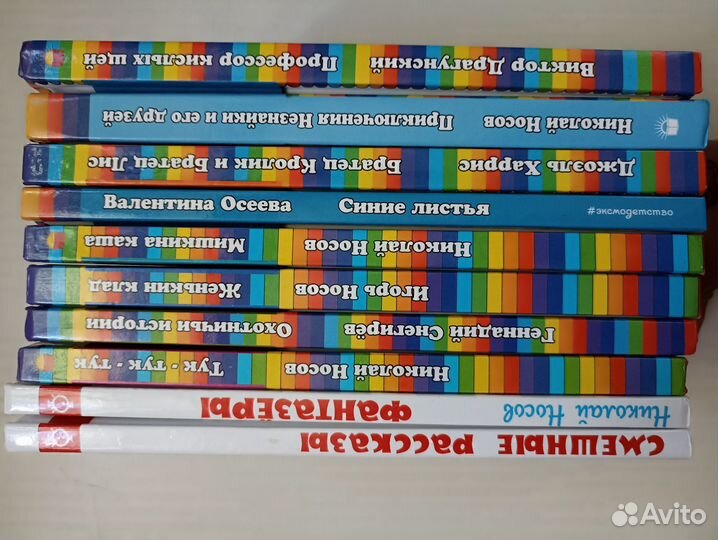 Виктор Драгунский Профессор кислых щей
Николай Носов Приключения Незнайки и его друзей
Джоэль Харрис Братец Кролик и Братец Лис
Валентина Осеева Синие листья #эксмодетство
Николай Носов Мишкина каша
Игорь Носов Женькин клад
Геннадий Снегирёв Охотничьи истории
Николай Носов Тук - тук - тук
Николай Носов ФАНТАЗЁРЫ
СМЕШНЫЕ РАССКАЗЫ
Avito